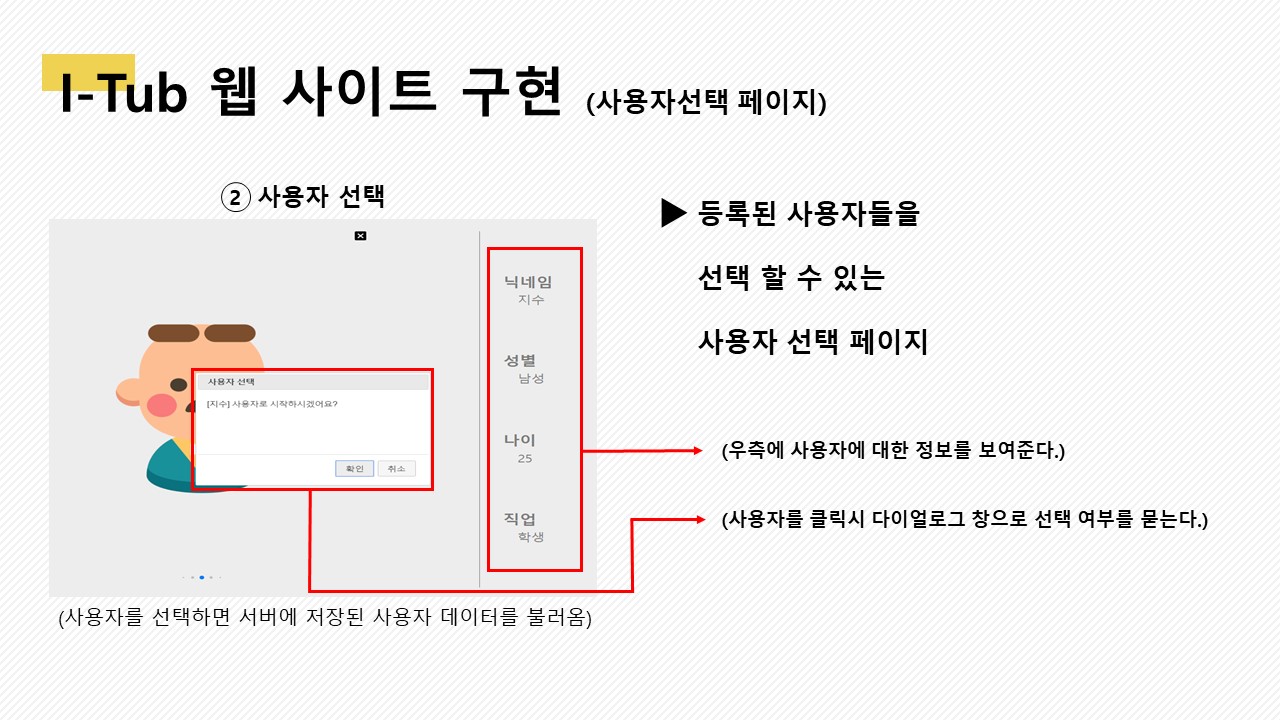 I-Tub 웹 사이트 구현 (사용자선택 페이지)
② 사용자 선택
닉네임
지수
성별
남성
나이
25
직업
학생
사용자 선택
[지수] 사용자로 시작하시겠어요?
확인 취소
(사용자를 선택하면 서버에 저장된 사용자 데이터를 불러옴)
▶ 등록된 사용자들을
선택 할 수 있는
사용자 선택 페이지
(우측에 사용자에 대한 정보를 보여준다.)
(사용자를 클릭시 다이얼로그 창으로 선택 여부를 묻는다.)